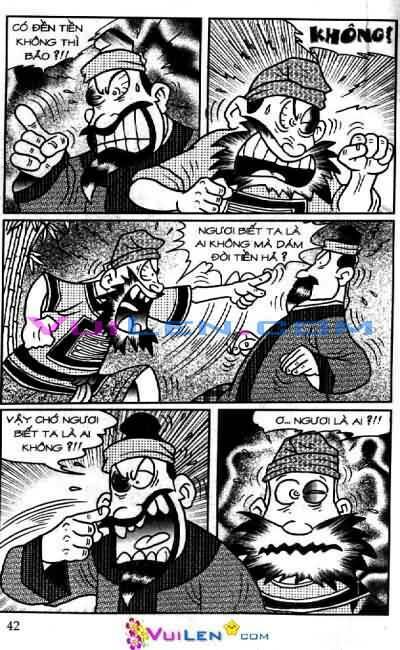 CÓ ĐỀN TIỀN
KHÔNG THÌ
BẢO ?!!
KHÔNG!
NGƯƠI BIẾT TA LÀ
AI KHÔNG MÀ DÁM
ĐÒI TIỀN HẢ ?
VUILEN.COM
VẬY CHỚ NGƯƠI
BIẾT TA LÀ AI
KHÔNG ?!!
Ơ... NGƯƠI LÀ AI ?!!
42
VUILEN COM